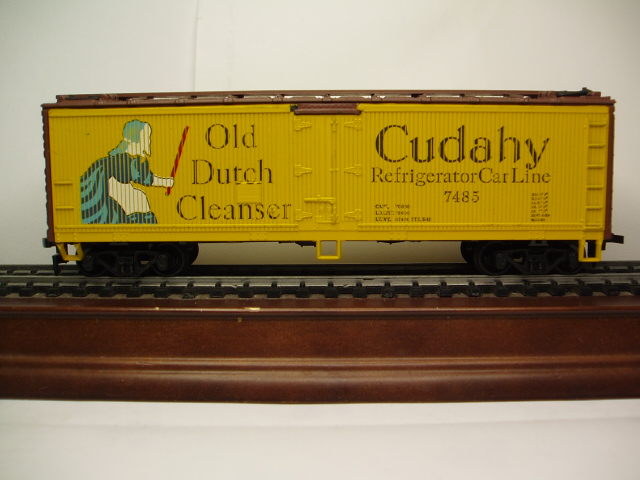 Old
Dutch
Cleanser
Cudahy
Refrigerator Car Line
7485